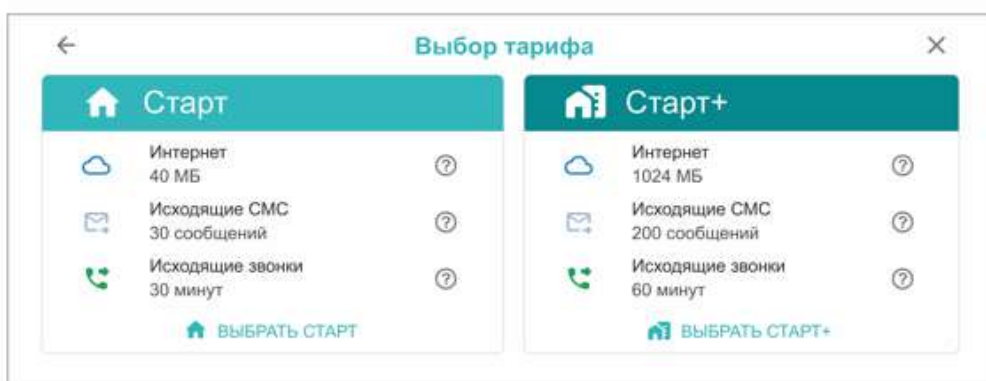 Выбор тарифа
Старт
Интернет
40 МБ
Исходящие СМС
30 сообщений
Исходящие звонки
30 минут
ВЫБРАТЬ СТАРТ
Старт+
Интернет
1024 МБ
Исходящие СМС
200 сообщений
Исходящие звонки
60 минут
ВЫБРАТЬ СТАРТ+